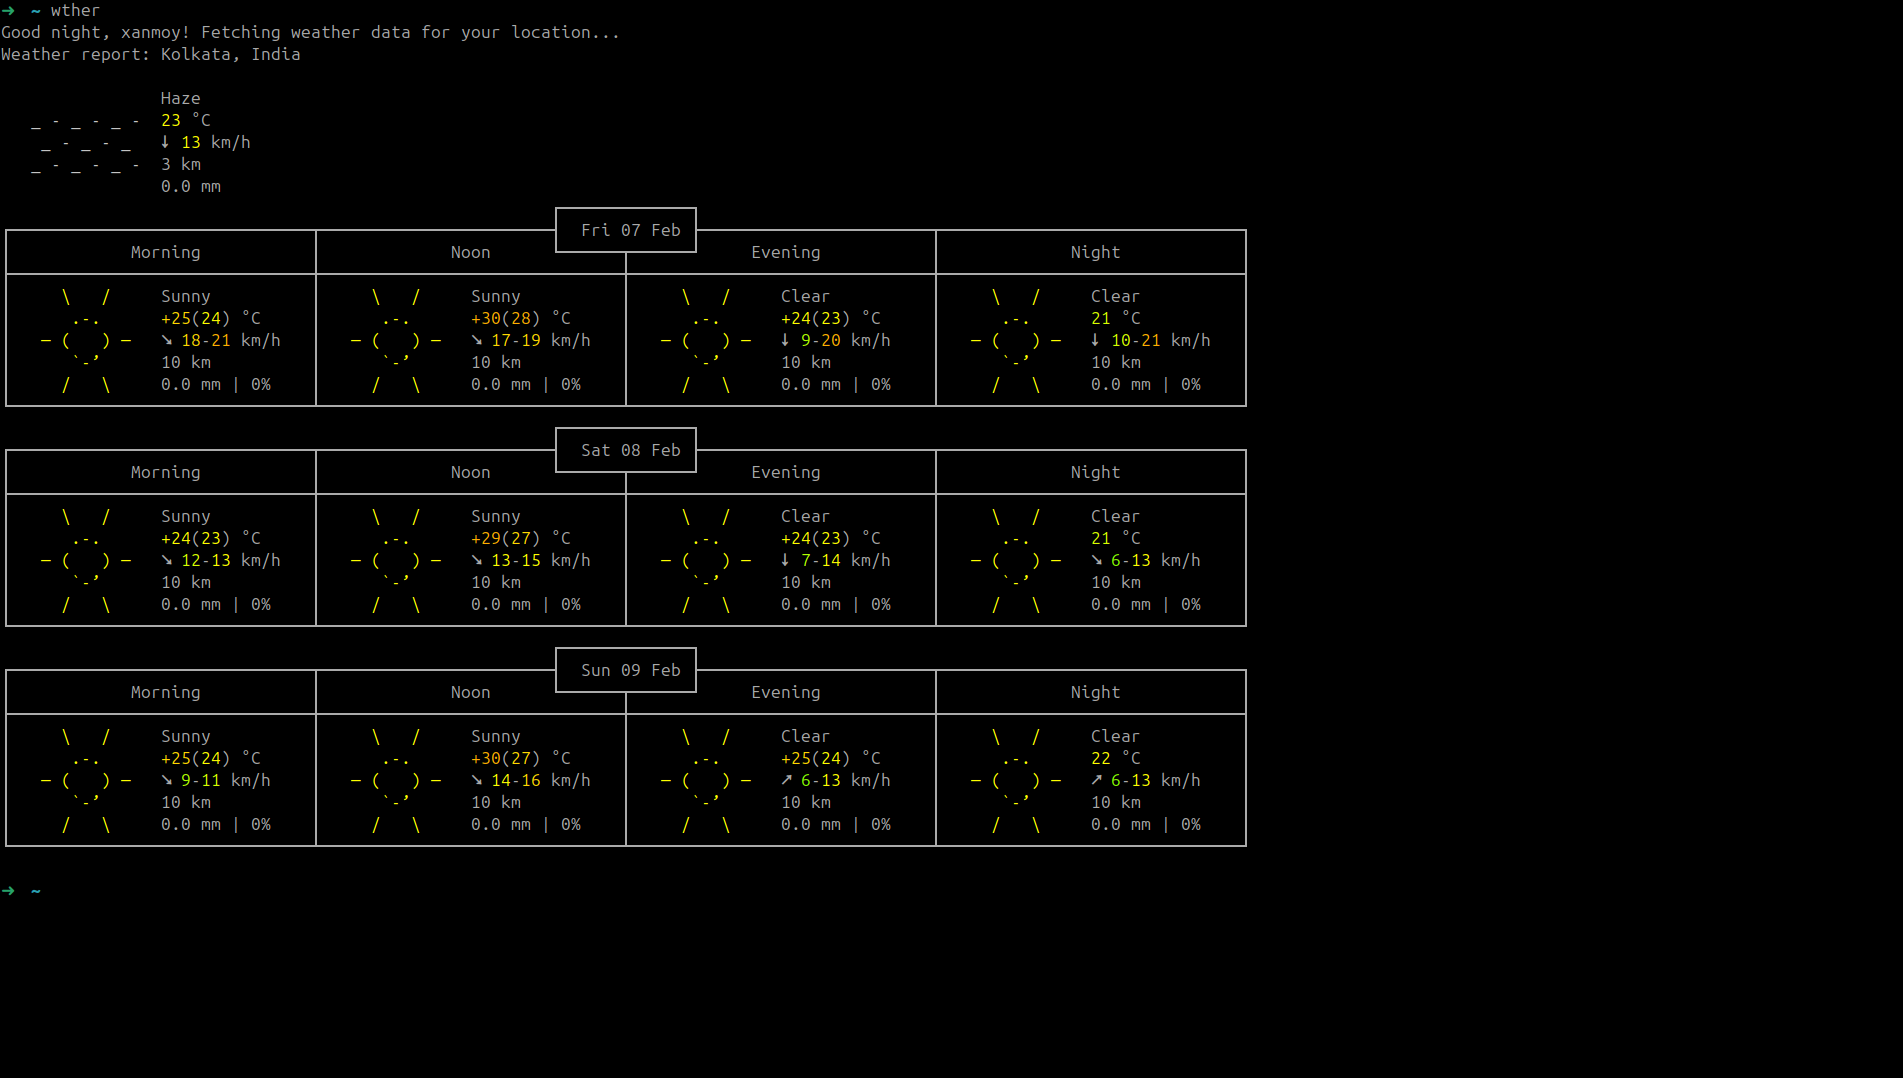 ➜  ~ wther
Good night, xanmoy! Fetching weather data for your location...
Weather report: Kolkata, India
Haze
_ - _ - _ -  23 °C
_ - _ - _  ↓ 13 km/h
_ - _ - _ -  3 km
0.0 mm
Fri 07 Feb
Morning Noon Evening Night
\   /  Sunny \   /  Sunny \   /  Clear \   /  Clear
.-.  +25(24) °C .-.  +30(28) °C .-.  +24(23) °C .-.  21 °C
― (   ) ―  ↘ 18-21 km/h ― (   ) ―  ↘ 17-19 km/h ― (   ) ―  ↓ 9-20 km/h ― (   ) ―  ↓ 10-21 km/h
`-’  10 km `-’  10 km `-’  10 km `-’  10 km
/   \  0.0 mm | 0% /   \  0.0 mm | 0% /   \  0.0 mm | 0% /   \  0.0 mm | 0%
Sat 08 Feb
Morning Noon Evening Night
\   /  Sunny \   /  Sunny \   /  Clear \   /  Clear
.-.  +24(23) °C .-.  +29(27) °C .-.  +24(23) °C .-.  21 °C
― (   ) ―  ↘ 12-13 km/h ― (   ) ―  ↘ 13-15 km/h ― (   ) ―  ↓ 7-14 km/h ― (   ) ―  ↘ 6-13 km/h
`-’  10 km `-’  10 km `-’  10 km `-’  10 km
/   \  0.0 mm | 0% /   \  0.0 mm | 0% /   \  0.0 mm | 0% /   \  0.0 mm | 0%
Sun 09 Feb
Morning Noon Evening Night
\   /  Sunny \   /  Sunny \   /  Clear \   /  Clear
.-.  +25(24) °C .-.  +30(27) °C .-.  +25(24) °C .-.  22 °C
― (   ) ―  ↘ 9-11 km/h ― (   ) ―  ↘ 14-16 km/h ― (   ) ―  ↗ 6-13 km/h ― (   ) ―  ↗ 6-13 km/h
`-’  10 km `-’  10 km `-’  10 km `-’  10 km
/   \  0.0 mm | 0% /   \  0.0 mm | 0% /   \  0.0 mm | 0% /   \  0.0 mm | 0%
➜  ~